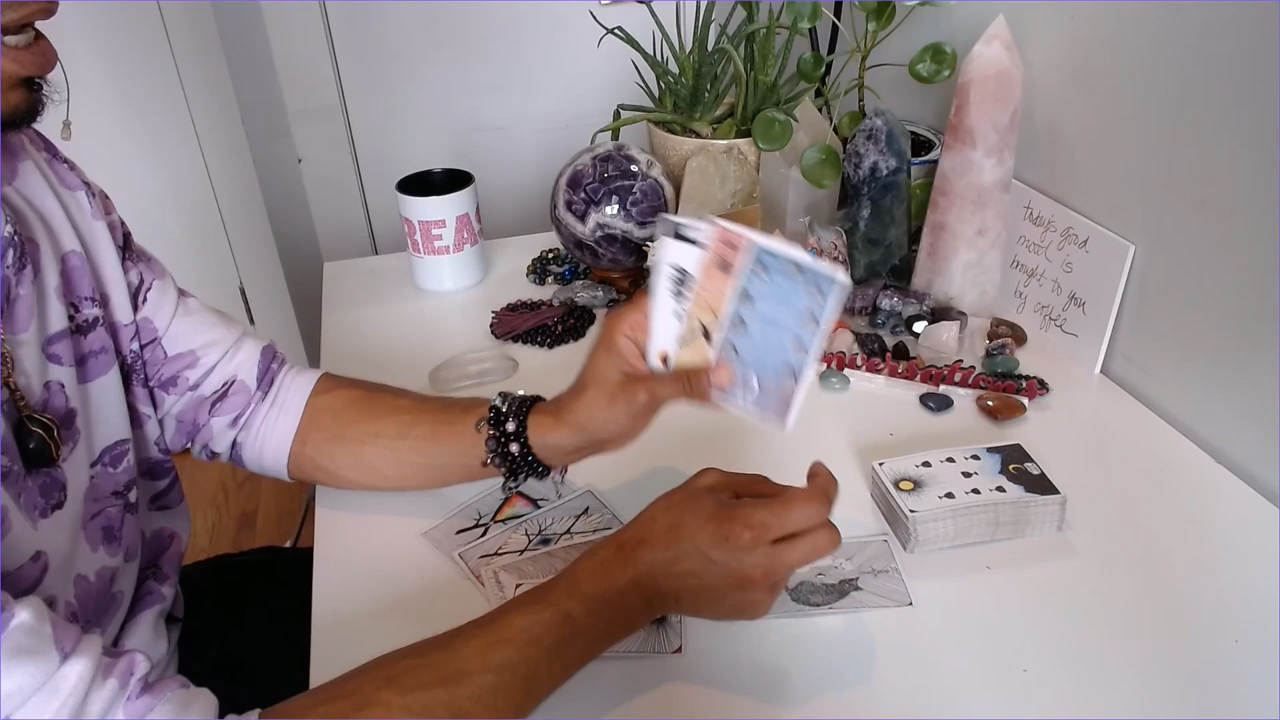 REAS
today's good
mood is
brought to you
by coffee
nversations